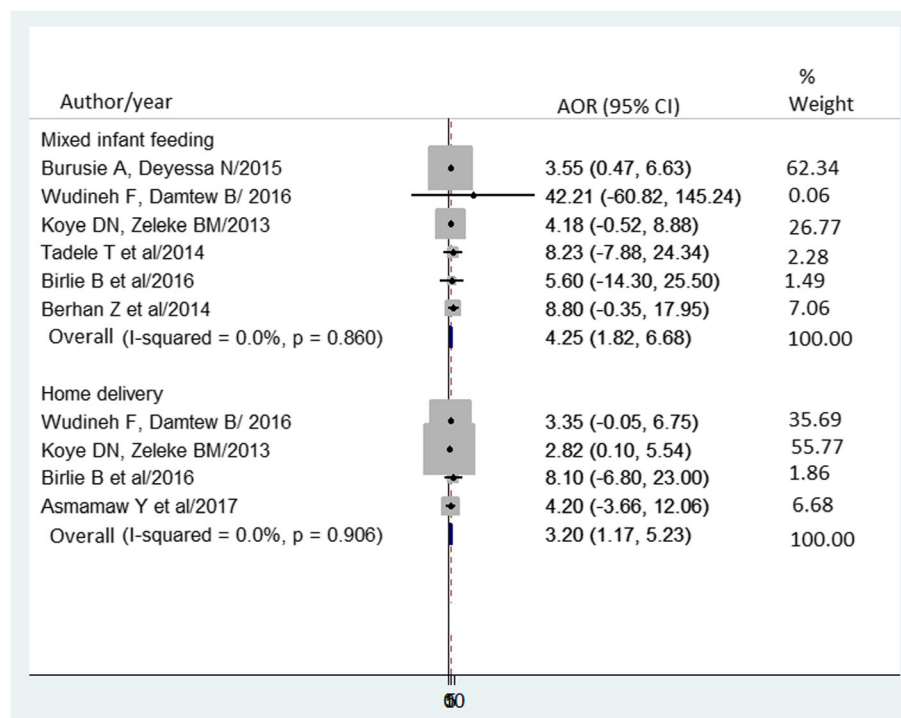 Author/year AOR (95% CI) % Weight
Mixed infant feeding
Burusie A, Deyessa N/2015 3.55 (0.47, 6.63) 62.34
Wudineh F, Damtew B/ 2016 42.21 (-60.82, 145.24) 0.06
Koye DN, Zeleke BM/2013 4.18 (-0.52, 8.88) 26.77
Tadele T et al/2014 8.23 (-7.88, 24.34) 2.28
Birlie B et al/2016 5.60 (-14.30, 25.50) 1.49
Berhan Z et al/2014 8.80 (-0.35, 17.95) 7.06
Overall (I-squared = 0.0%, p = 0.860) 4.25 (1.82, 6.68) 100.00
Home delivery
Wudineh F, Damtew B/ 2016 3.35 (-0.05, 6.75) 35.69
Koye DN, Zeleke BM/2013 2.82 (0.10, 5.54) 55.77
Birlie B et al/2016 8.10 (-6.80, 23.00) 1.86
Asmamaw Y et al/2017 4.20 (-3.66, 12.06) 6.68
Overall (I-squared = 0.0%, p = 0.906) 3.20 (1.17, 5.23) 100.00